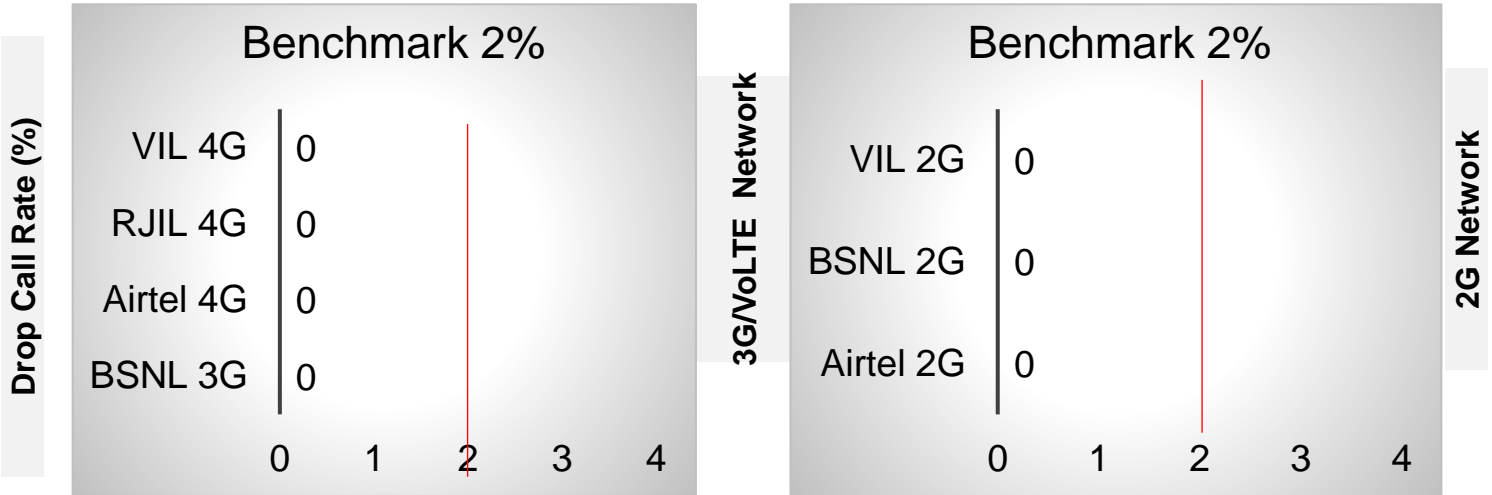 Drop Call Rate (%)
Benchmark 2%
VIL 4G 0
RJIL 4G 0
Airtel 4G 0
BSNL 3G 0
0 1 2 3 4
3G/VoLTE Network
Benchmark 2%
VIL 2G 0
BSNL 2G 0
Airtel 2G 0
0 1 2 3 4
2G Network